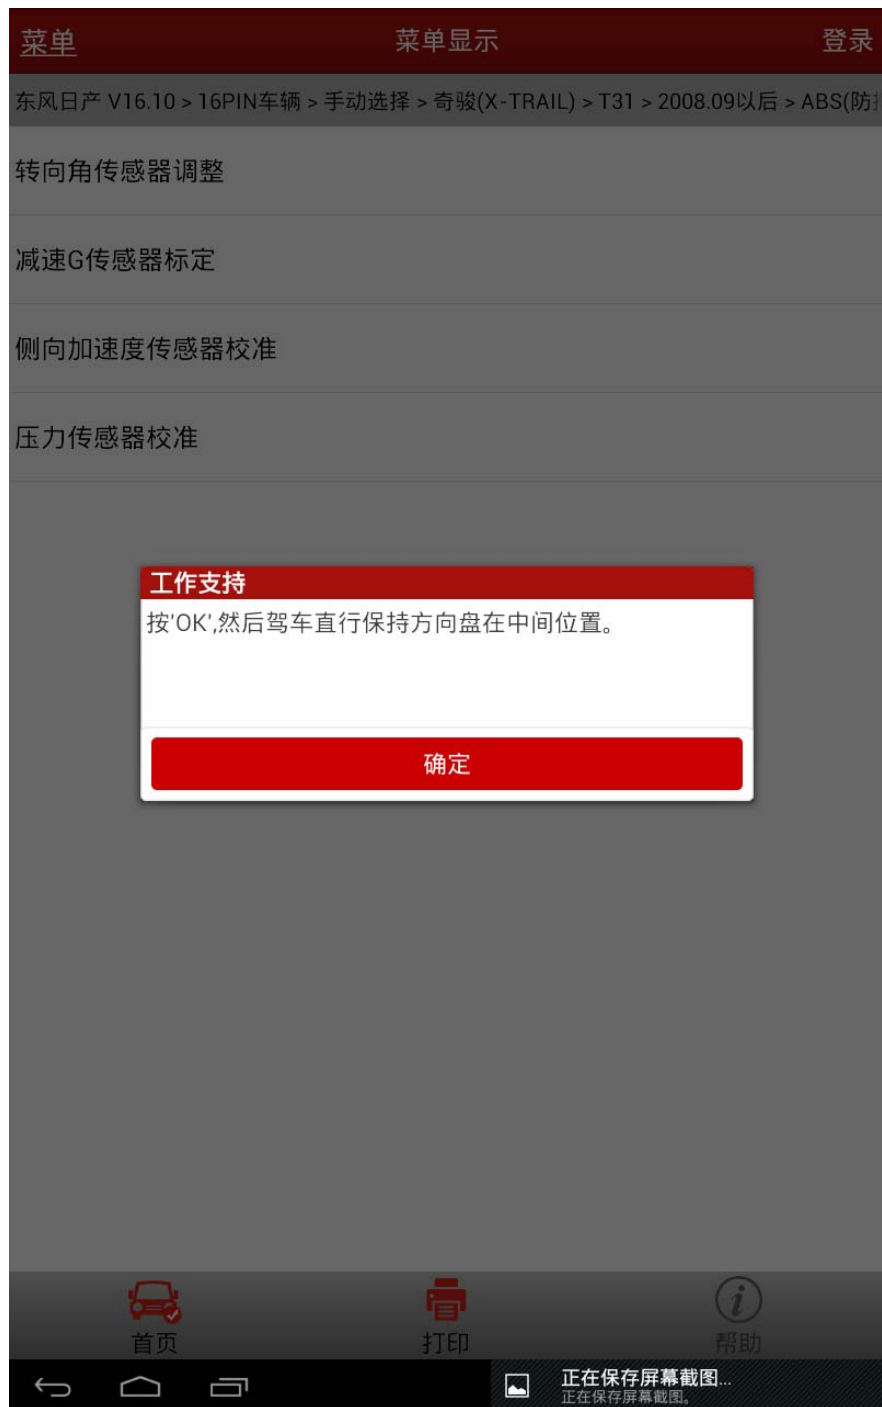 菜单 菜单显示 登录
东风日产 V16.10 > 16PIN车辆 > 手动选择 > 奇骏(X-TRAIL) > T31 > 2008.09以后 > ABS(防
转向角传感器调整
减速G传感器标定
侧向加速度传感器校准
压力传感器校准
工作支持
按'OK',然后驾车直行保持方向盘在中间位置。
确定
首页 打印 帮助
正在保存屏幕截图...
正在保存屏幕截图。